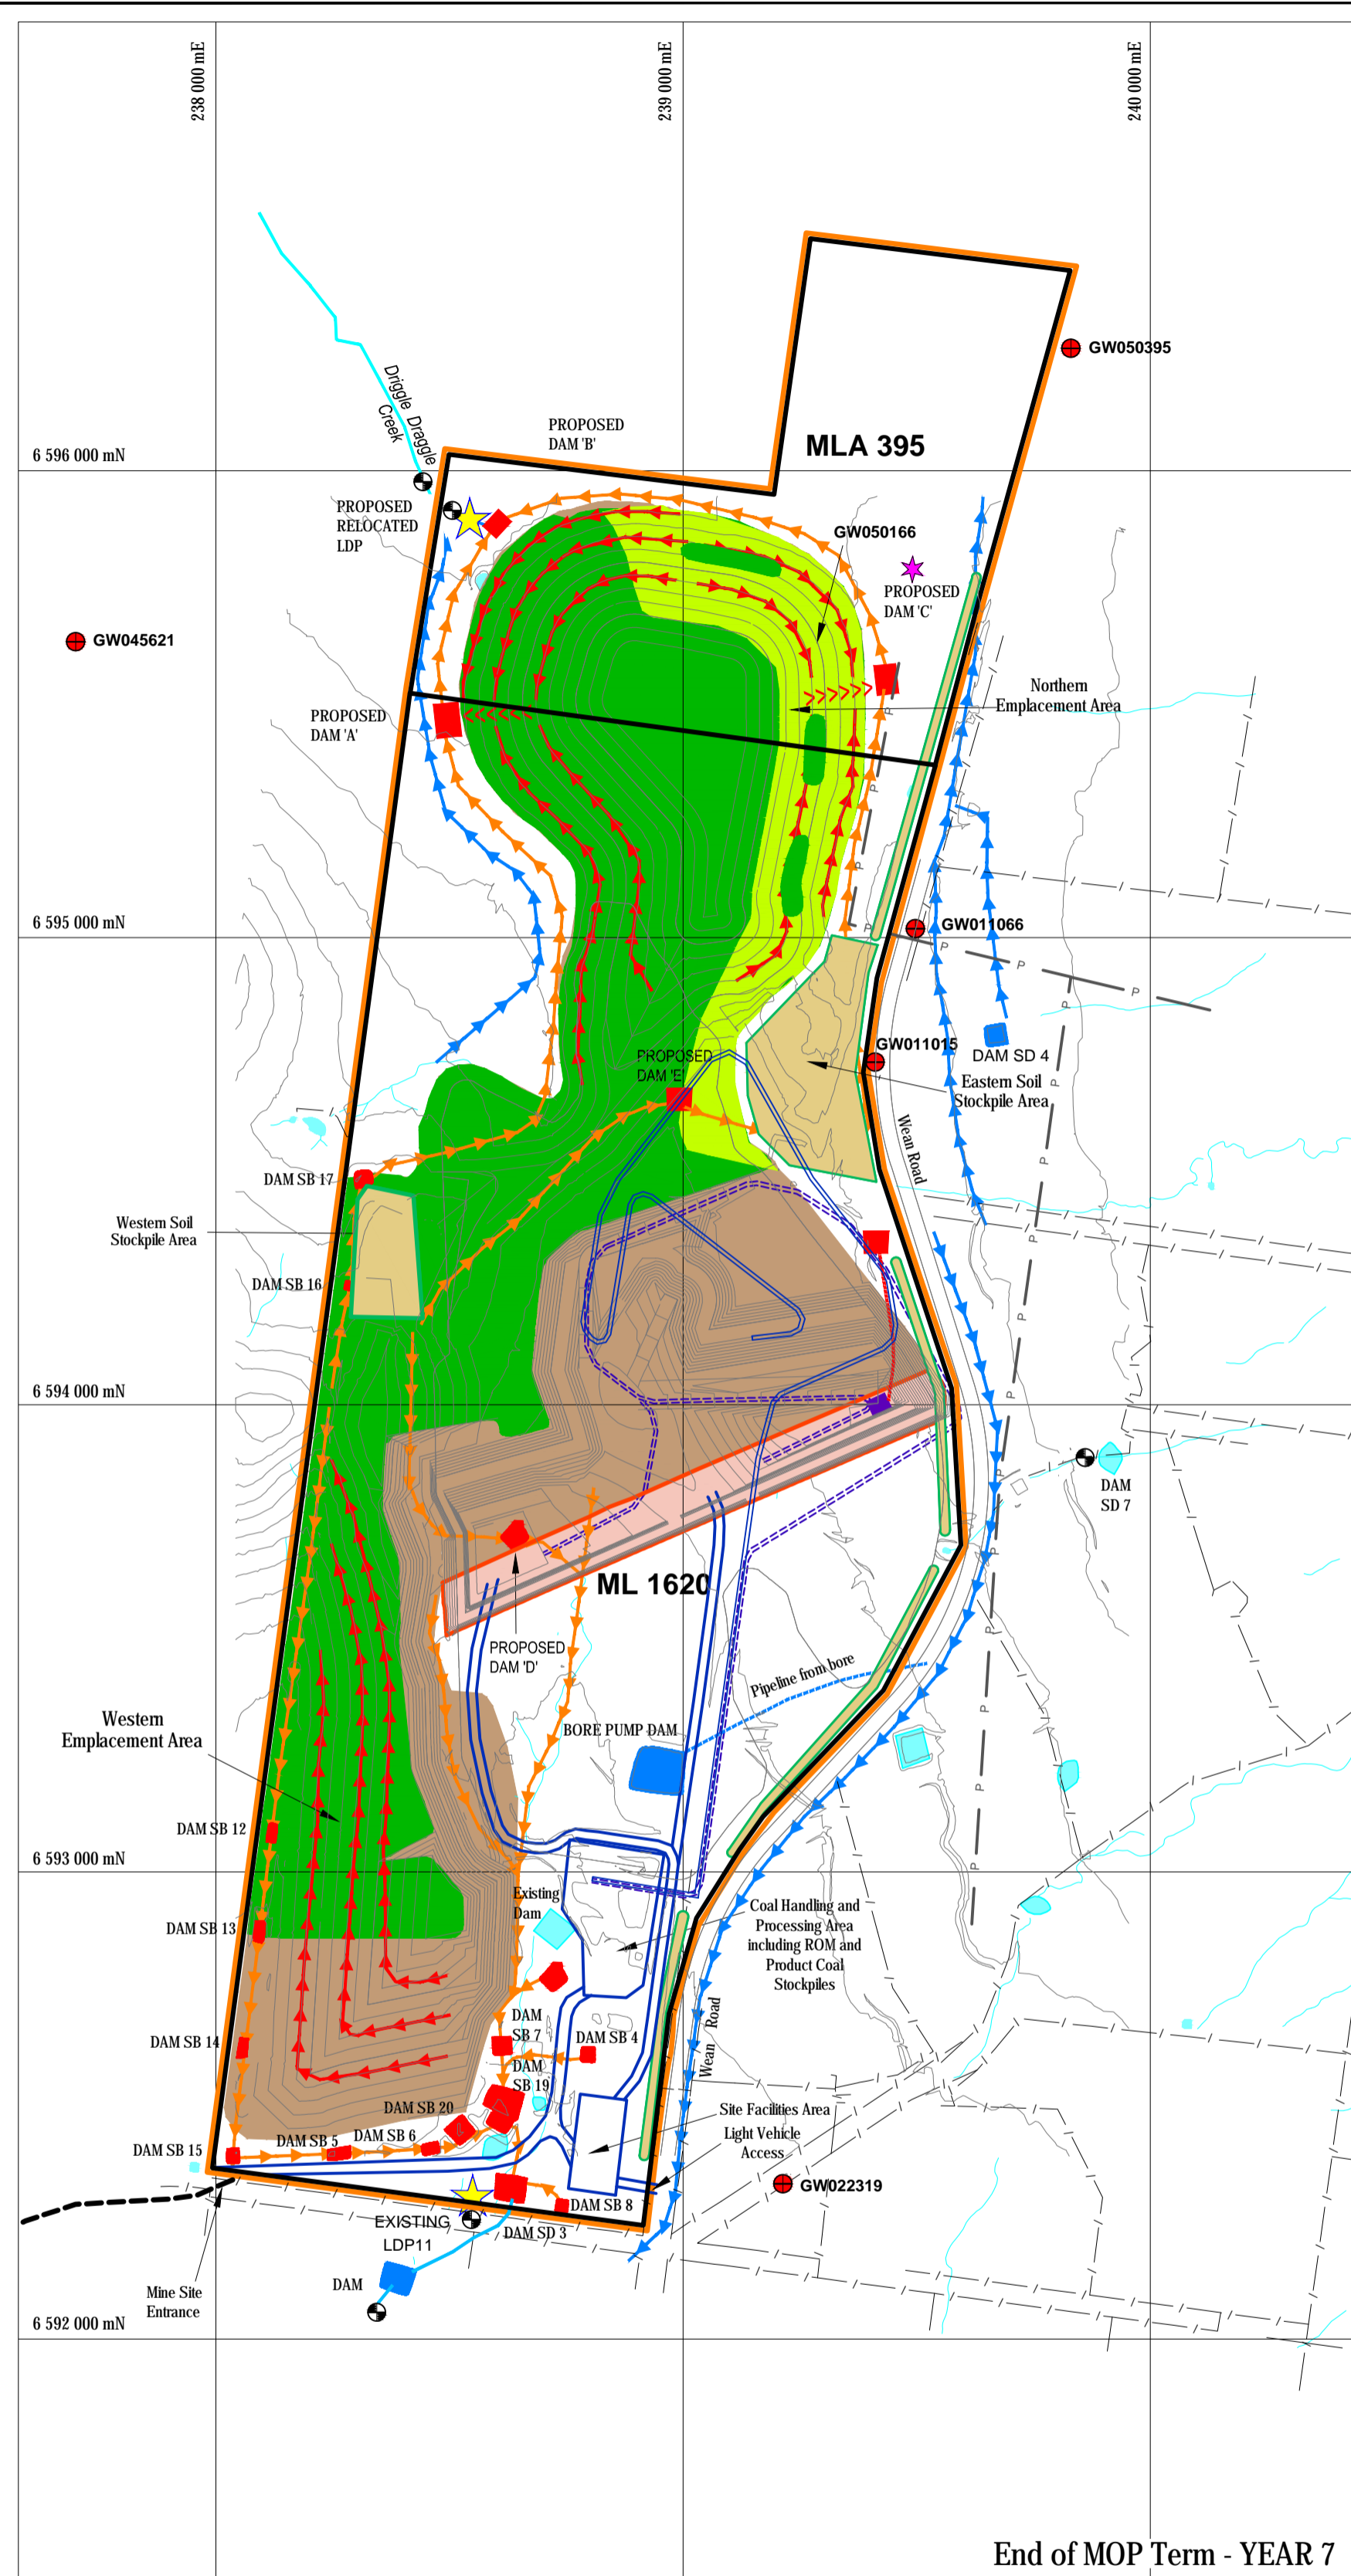 238 000 mE
239 000 mE
240 000 mE
GW050395
Driggle Draggle
Creek
PROPOSED
DAM 'B'
MLA 395
6 596 000 mN
PROPOSED
RELOCATED
LDP
GW050166
PROPOSED
DAM 'C'
GW045621
Northern
Emplacement Area
PROPOSED
DAM 'A'
P
P
P
6 595 000 mN
P
GW011066
P
P
P
GW011015
DAM SD 4
PROPOSED
DAM 'E'
Eastern Soil
Stockpile Area
P
Wean Road
P
DAM SB 17
Western Soil
Stockpile Area
P
DAM SB 16
P
6 594 000 mN
P
P
DAM
SD 7
P
ML 1620
P
PROPOSED
DAM 'D'
Pipeline from bore
P
Western
Emplacement Area
BORE PUMP DAM
P
DAM SB 12
6 593 000 mN
P
Existing
Dam
Coal Handling and
Processing Area
including ROM and
Product Coal
Stockpiles
DAM SB 13
DAM
SB 7
DAM SB 4
Wean Road
DAM SB 14
DAM
SB 19
DAM SB 20
Site Facilities Area
Light Vehicle
Access
DAM SB 15
DAM SB 5
DAM SB 6
GW022319
DAM SB 8
EXISTING
LDP11
DAM SD 3
DAM
Mine Site
Entrance
6 592 000 mN
End of MOP Term - YEAR 7